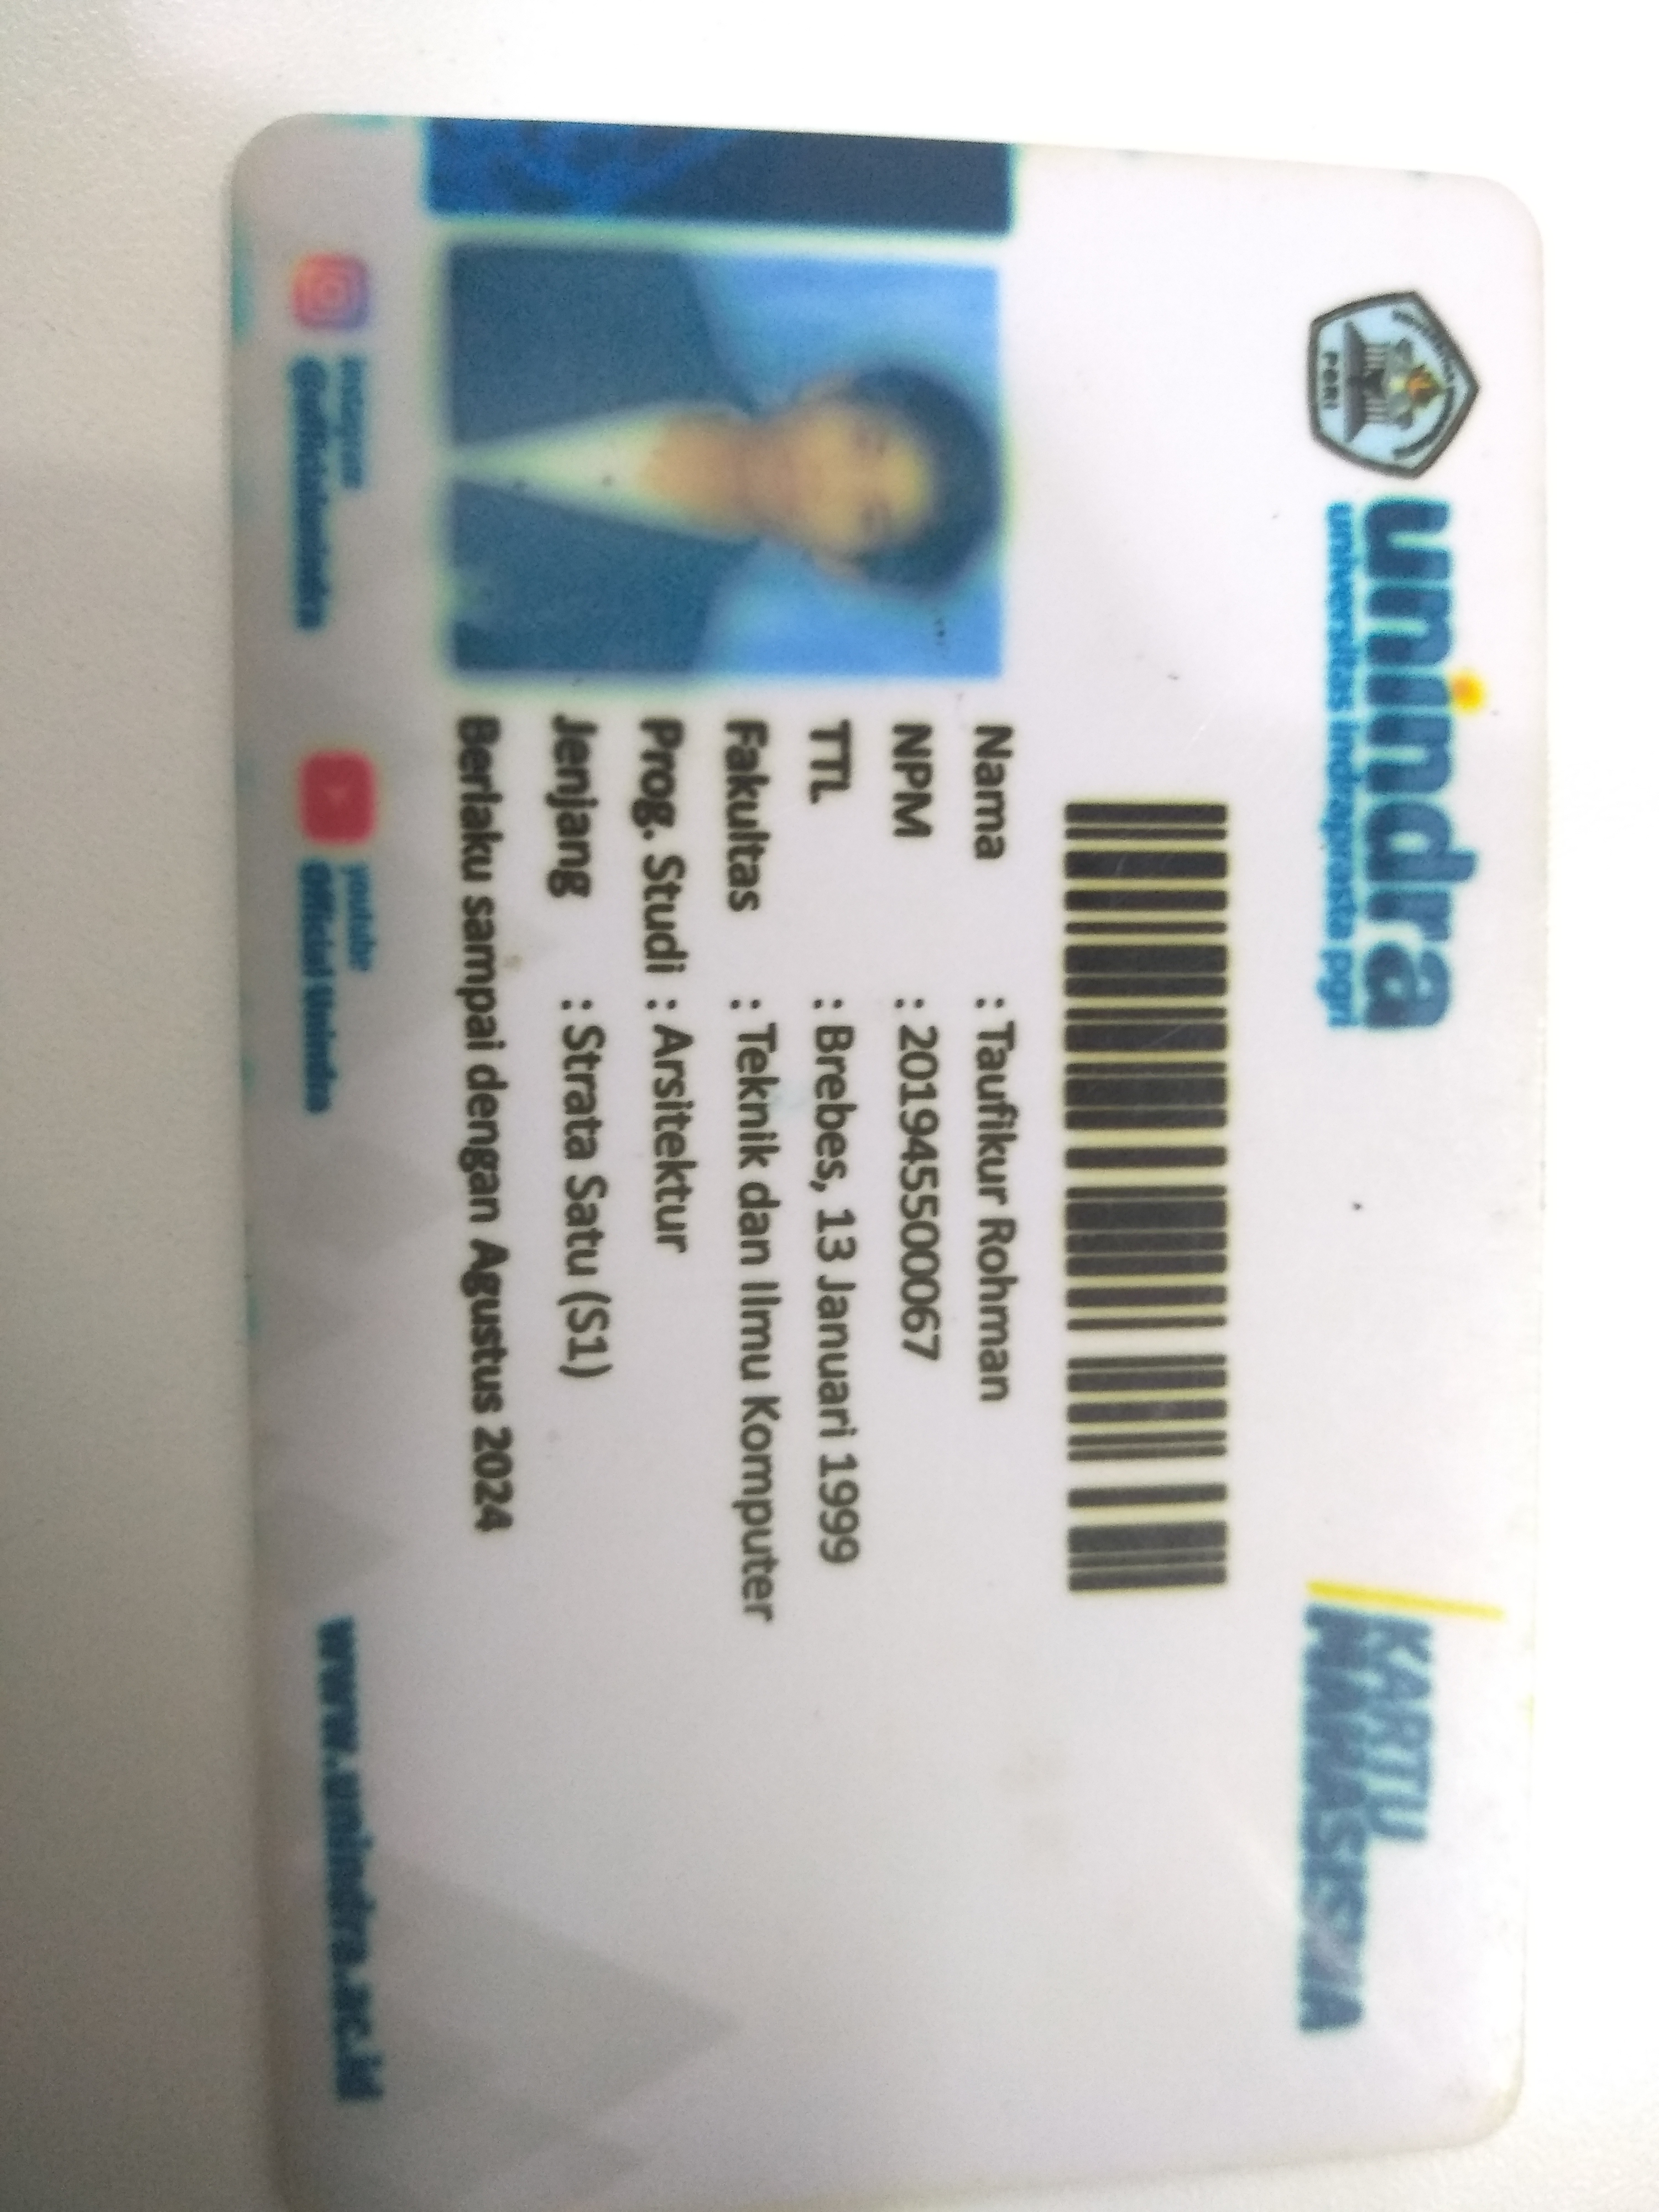 unindra
universitas indraprasta pgri
PGRI
KARTU
MAHASISWA
Nama : Taufikur Rohman
NPM : 201945500067
TTL : Brebes, 13 Januari 1999
Fakultas : Teknik dan Ilmu Komputer
Prog. Studi : Arsitektur
Jenjang : Strata Satu (S1)
Berlaku sampai dengan Agustus 2024
instagram
@officialunindra
youtube
Official Unindra
www.unindra.ac.id